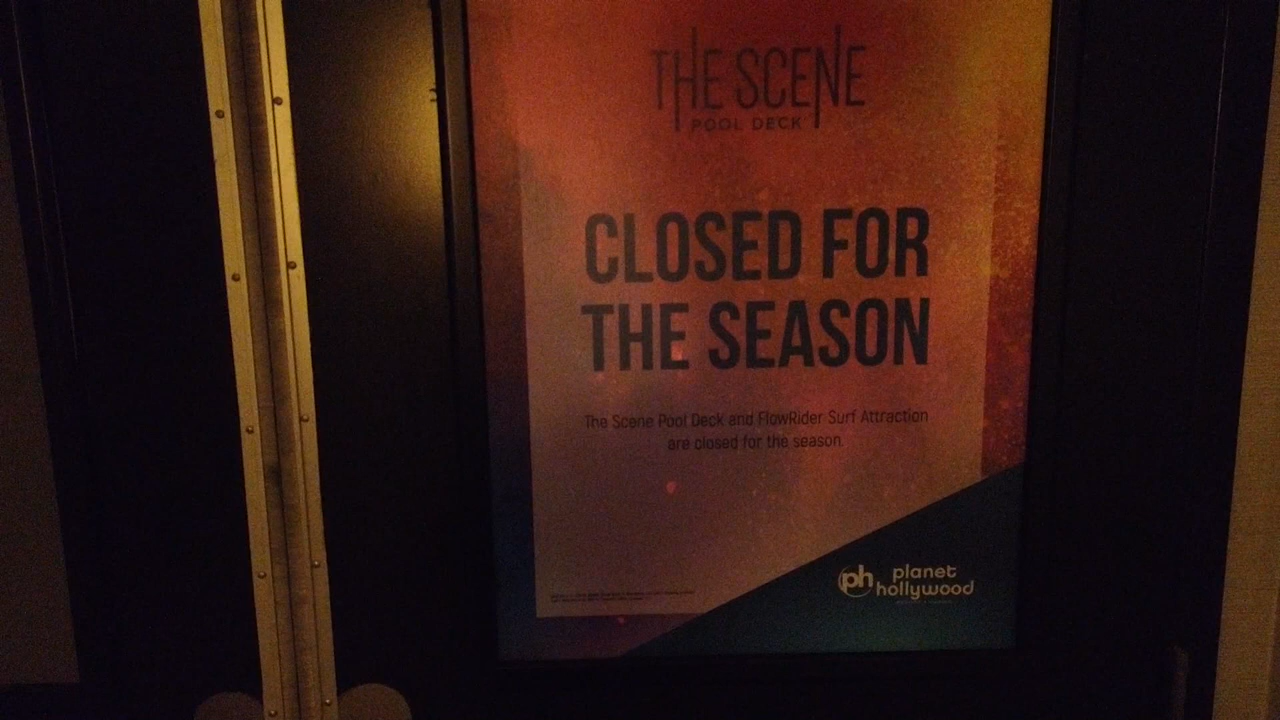 THE SCENE
POOL DECK
CLOSED FOR
THE SEASON
The Scene Pool Deck and FlowRider Surf Attraction
are closed for the season.
ph planet
hollywood